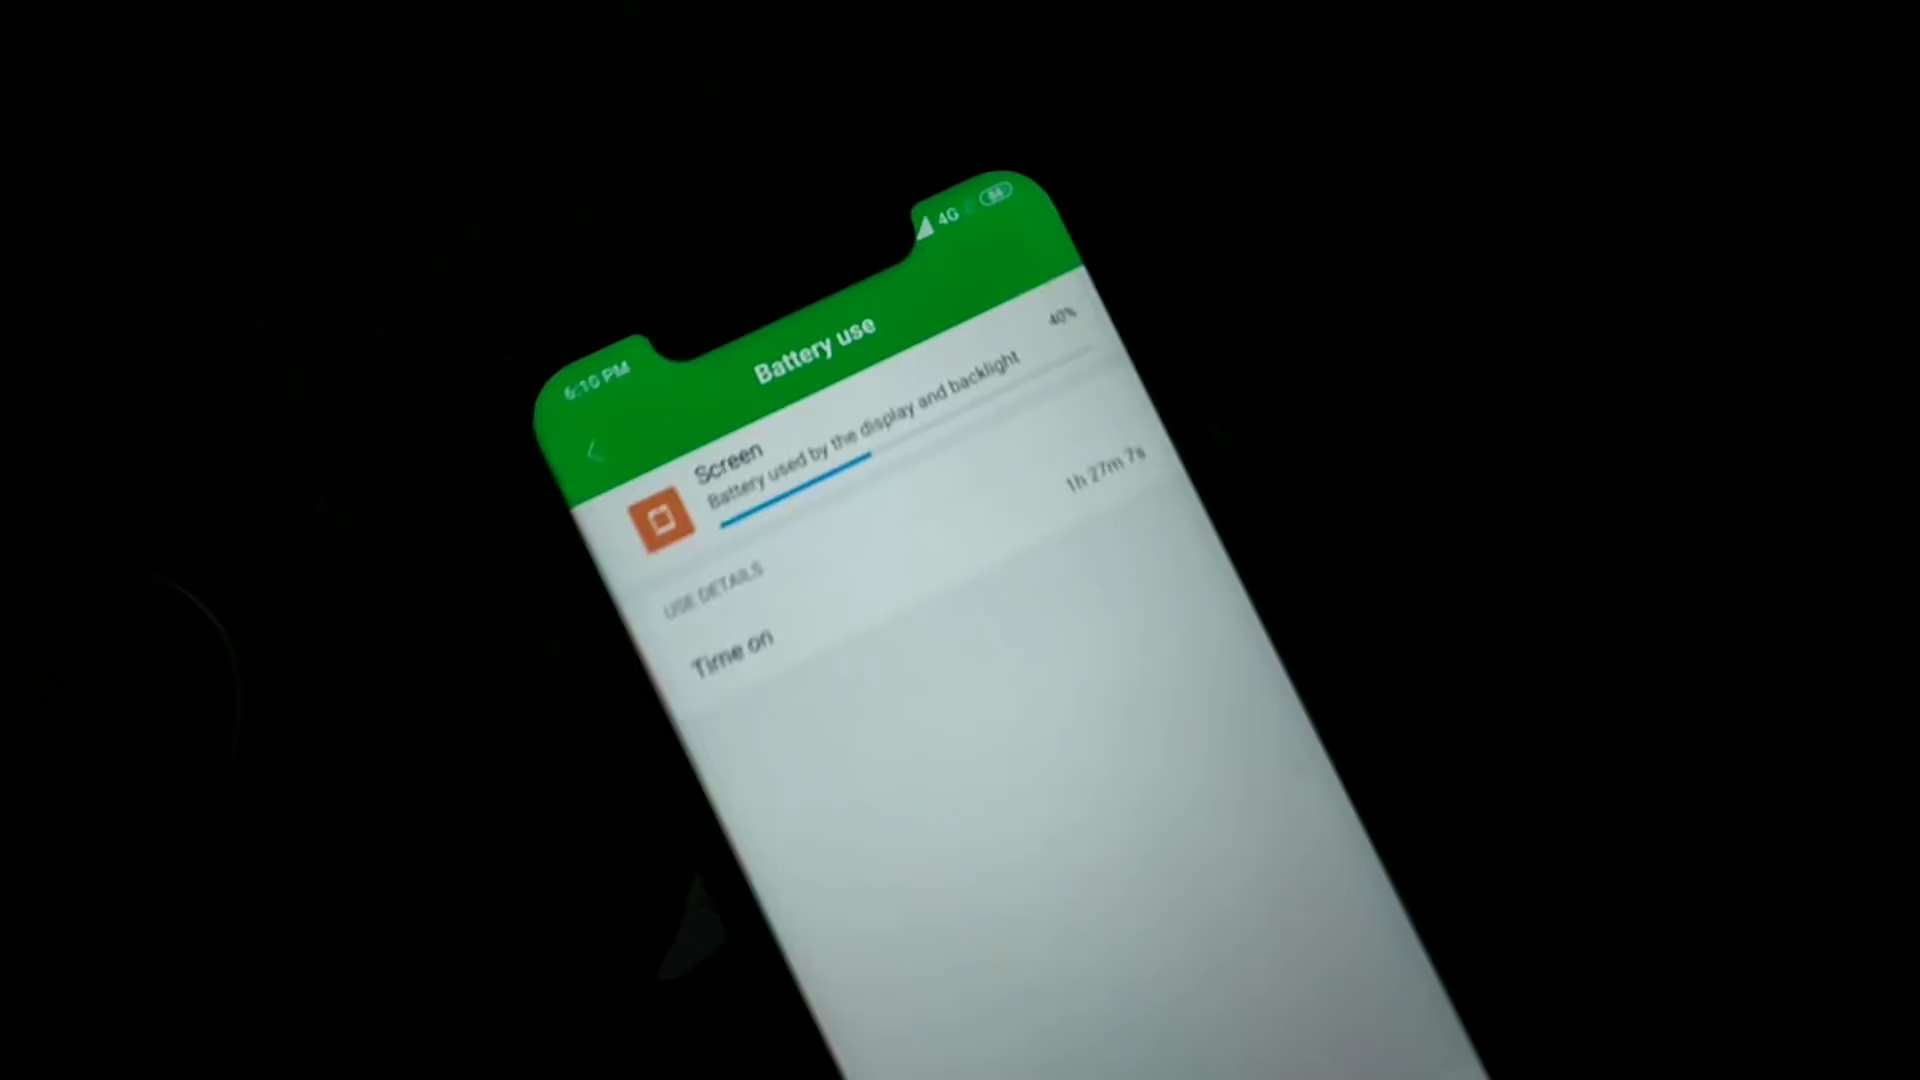 6:10 PM
4G 84
Battery use
Screen
40%
Battery used by the display and backlight
USE DETAILS
Time on
1h 27m 7s